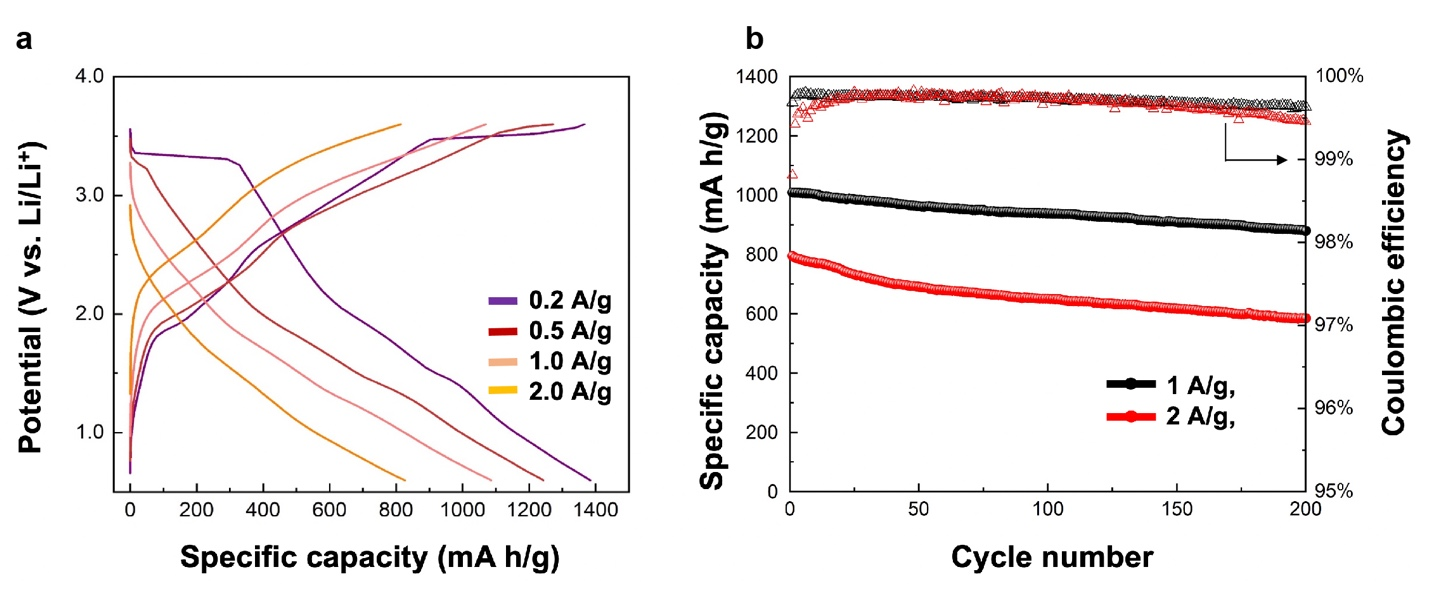 a
4.0
3.0
2.0
1.0
Potential (V vs. Li/Li⁺)
0.2 A/g
0.5 A/g
1.0 A/g
2.0 A/g
0 200 400 600 800 1000 1200 1400
Specific capacity (mA h/g)
b
1400
1200
1000
800
600
400
200
0
Specific capacity (mA h/g)
1 A/g,
2 A/g,
100%
99%
98%
97%
96%
95%
Coulombic efficiency
0 50 100 150 200
Cycle number